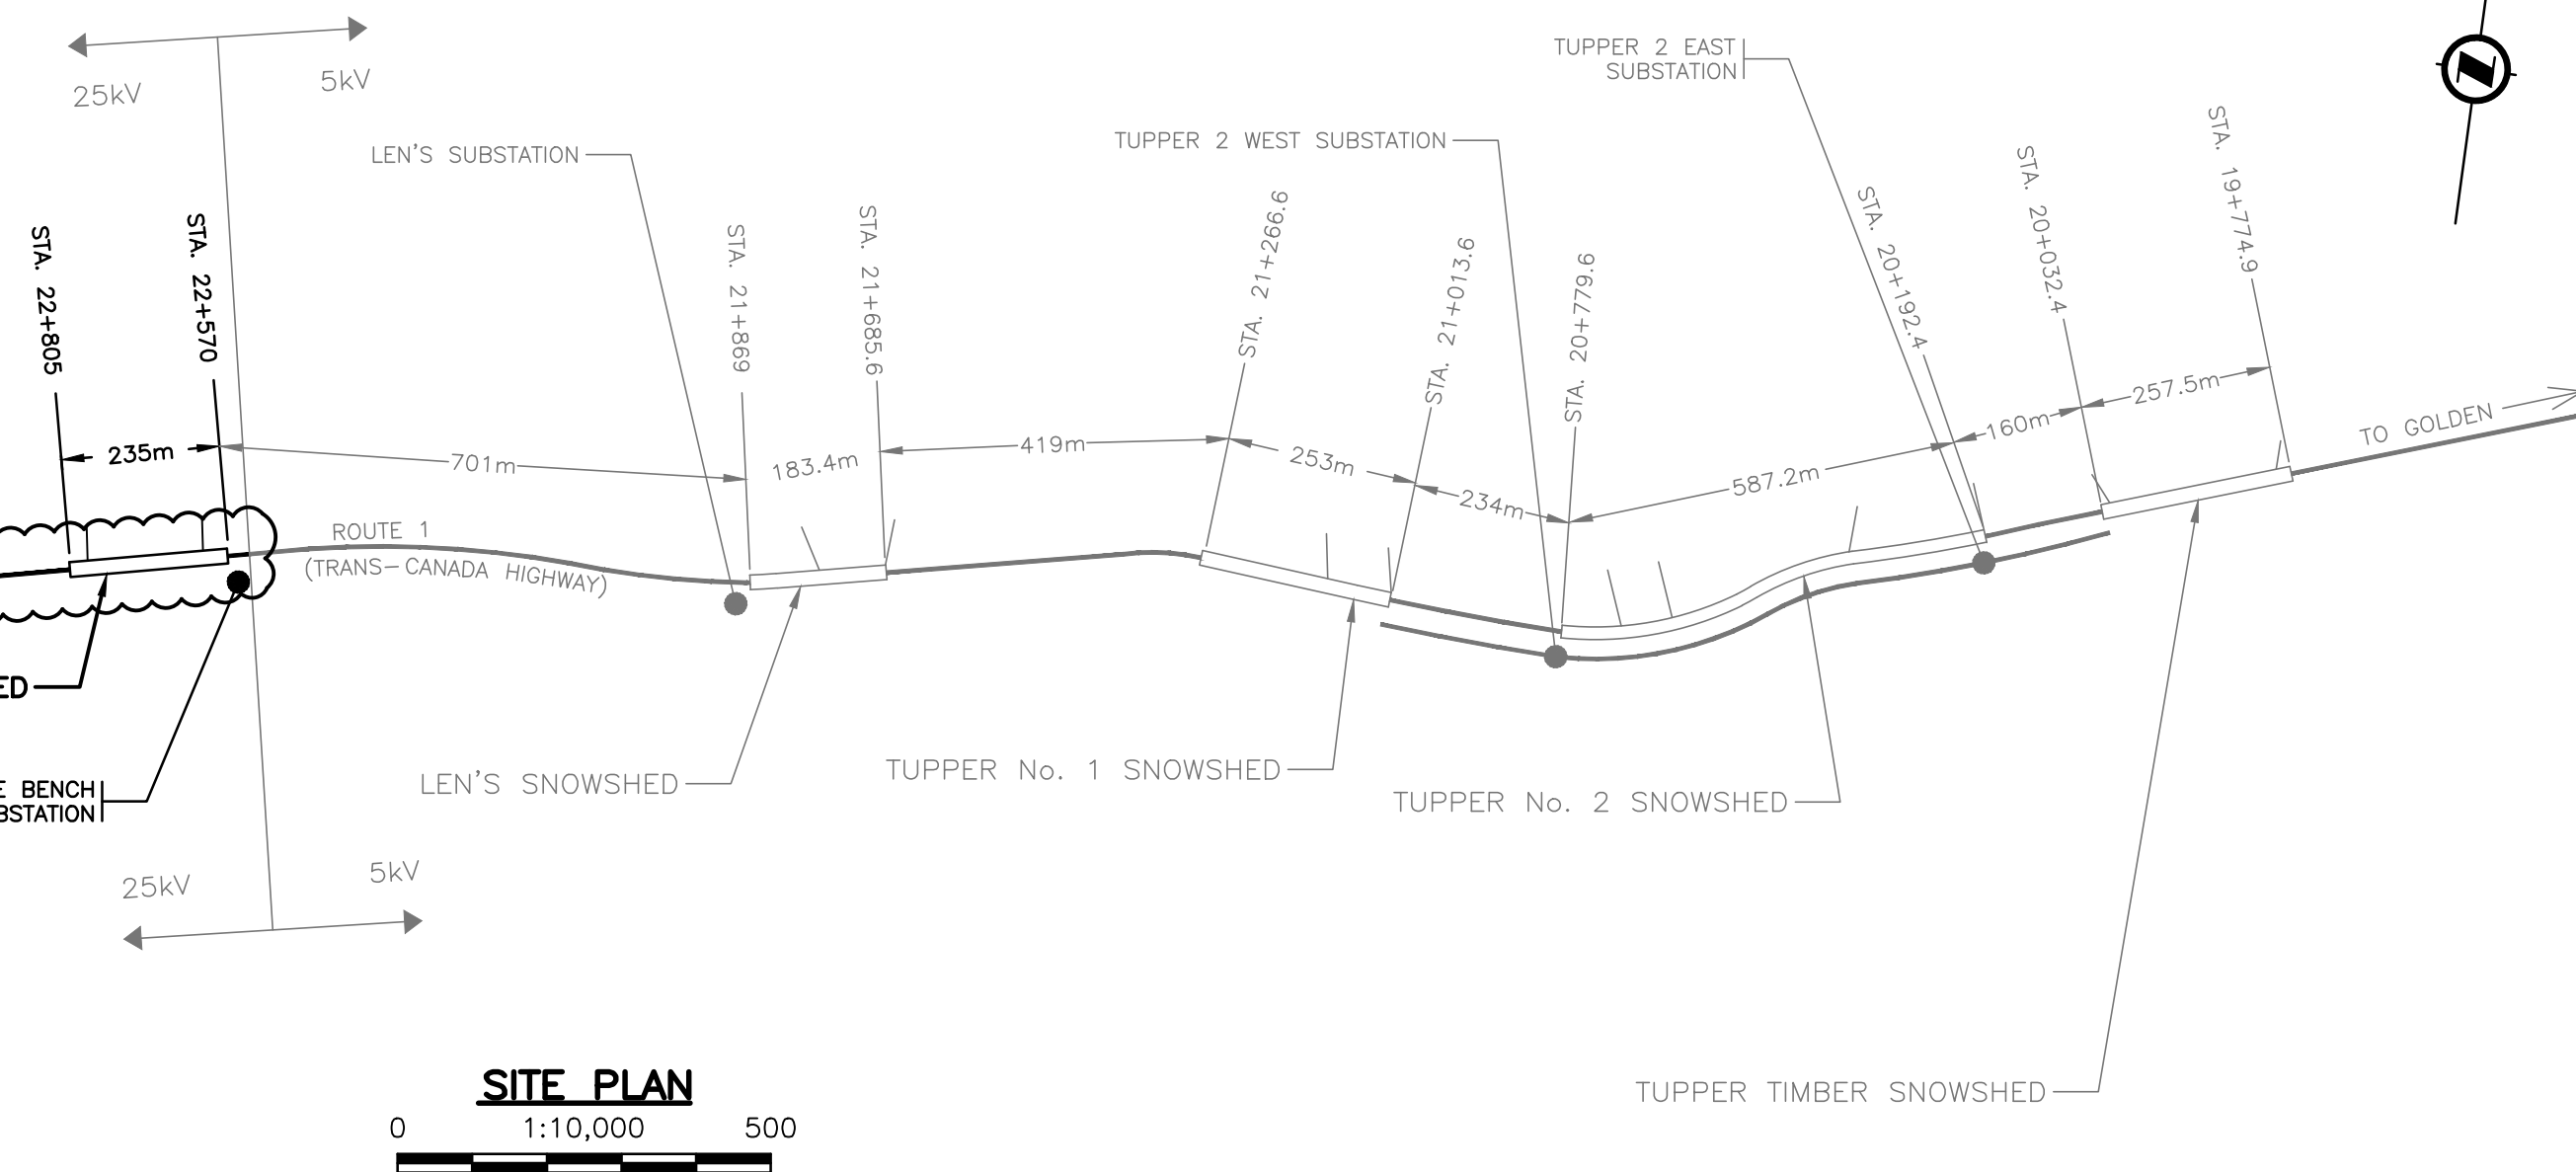 TUPPER 2 EAST
SUBSTATION
25kV
5kV
LEN'S SUBSTATION
TUPPER 2 WEST SUBSTATION
STA. 22+805
STA. 22+570
STA. 21+869
STA. 21+685.6
STA. 21+266.6
STA. 21+013.6
STA. 20+779.6
STA. 20+192.4
STA. 20+032.4
STA. 19+774.9
235m
701m
183.4m
419m
253m
234m
587.2m
160m
257.5m
TO GOLDEN
ROUTE 1
(TRANS-CANADA HIGHWAY)
ED
E BENCH
BSTATION
LEN'S SNOWSHED
TUPPER No. 1 SNOWSHED
TUPPER No. 2 SNOWSHED
25kV
5kV
TUPPER TIMBER SNOWSHED
SITE PLAN
0 1:10,000 500